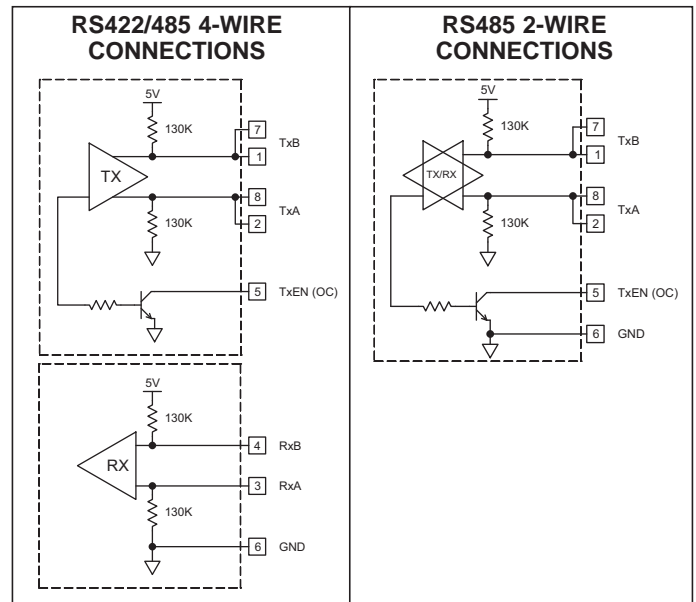 RS422/485 4-WIRE
CONNECTIONS
5V
130K
7
TxB
1
TX
8
TxA
130K
2
5
TxEN (OC)
5V
130K
4
RxB
RX
3
RxA
130K
6
GND
RS485 2-WIRE
CONNECTIONS
5V
130K
7
TxB
1
TX/RX
8
TxA
130K
2
5
TxEN (OC)
6
GND